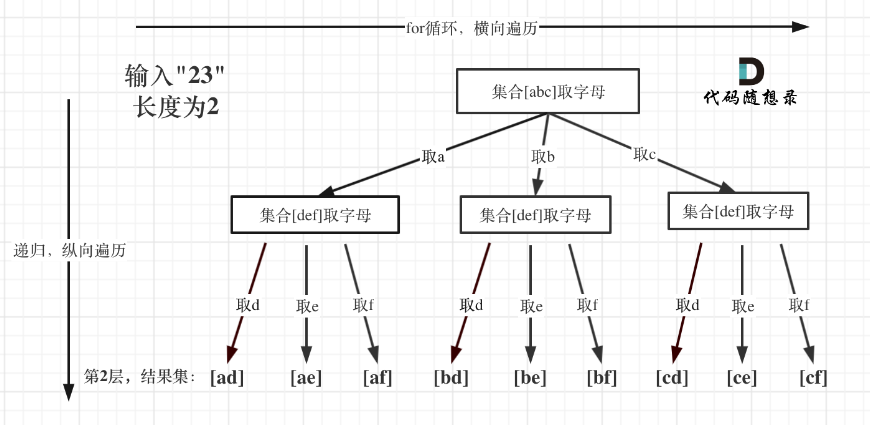 for循环，横向遍历
输入"23"
长度为2
集合[abc]取字母
代码随想录
取a
取b
取c
集合[def]取字母
集合[def]取字母
集合[def]取字母
递归，纵向遍历
取d
取e
取f
取d
取e
取f
取d
取e
取f
第2层，结果集： [ad] [ae] [af] [bd] [be] [bf] [cd] [ce] [cf]